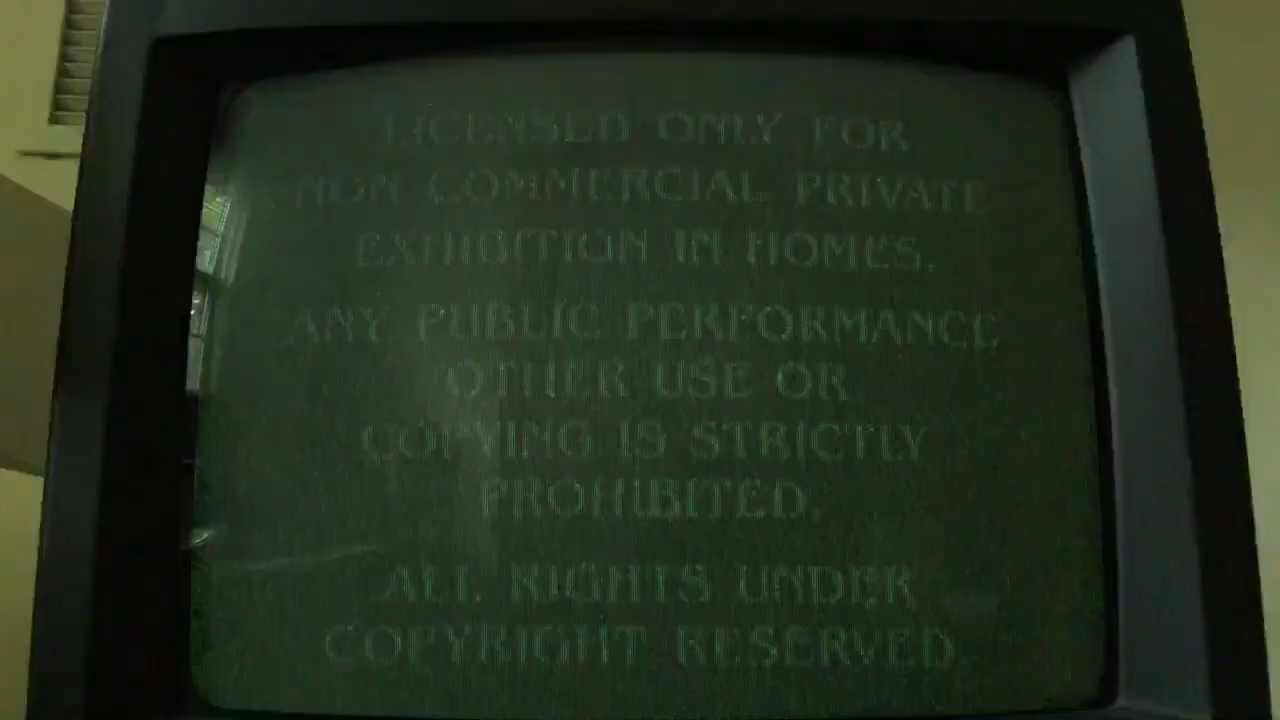 LICENSED ONLY FOR
NON COMMERCIAL PRIVATE
EXHIBITION IN HOMES.
ANY PUBLIC PERFORMANCE
OTHER USE OR
COPYING IS STRICTLY
PROHIBITED.
ALL RIGHTS UNDER
COPYRIGHT RESERVED.